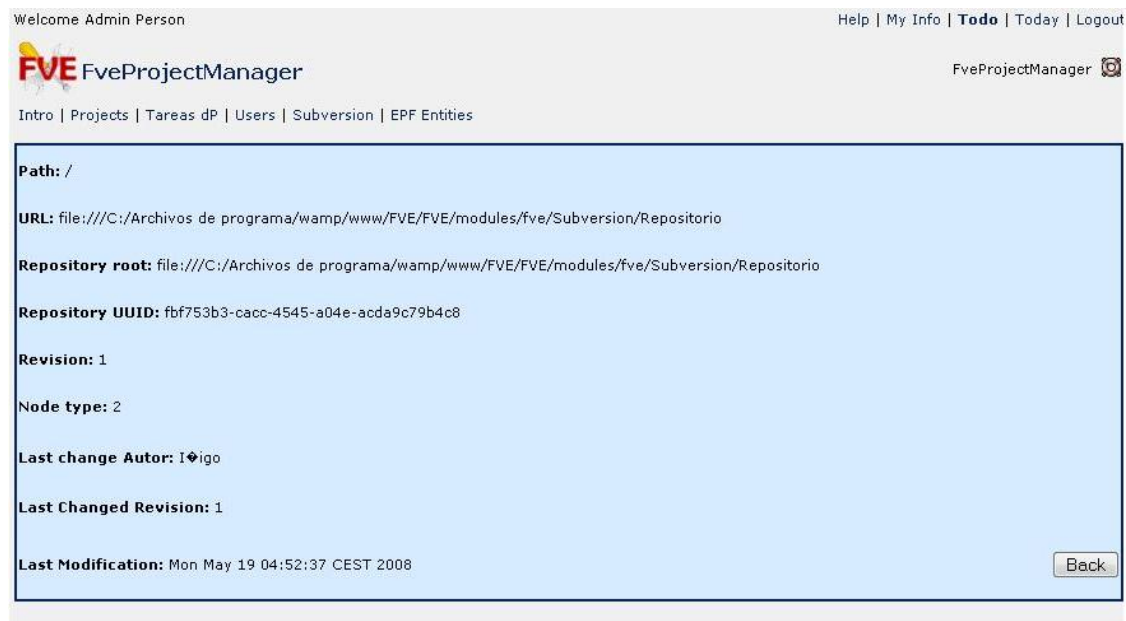 Welcome Admin Person
Help | My Info | Todo | Today | Logout
FVE FveProjectManager
FveProjectManager
Intro | Projects | Tareas dP | Users | Subversion | EPF Entities
Path: /
URL: file:///C:/Archivos de programa/wamp/www/FVE/FVE/modules/fve/Subversion/Repositorio
Repository root: file:///C:/Archivos de programa/wamp/www/FVE/FVE/modules/fve/Subversion/Repositorio
Repository UUID: fbf753b3-cacc-4545-a04e-acda9c79b4c8
Revision: 1
Node type: 2
Last change Autor: I�igo
Last Changed Revision: 1
Last Modification: Mon May 19 04:52:37 CEST 2008
Back